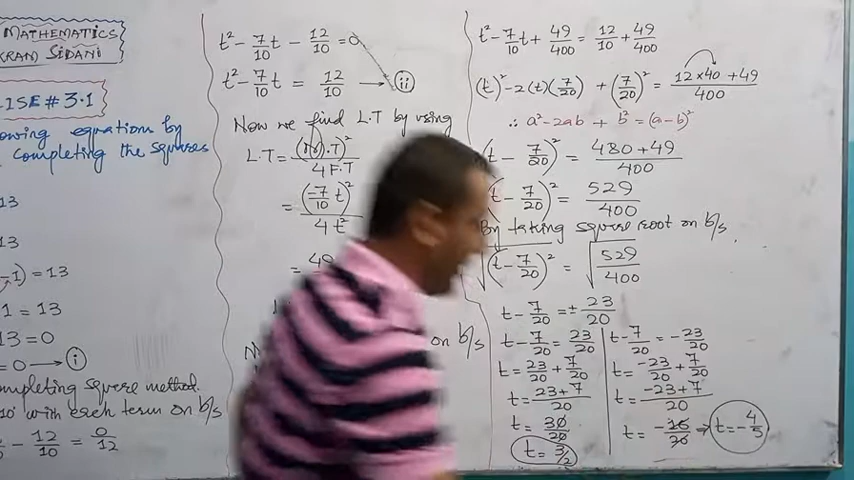 MATHEMATICS
KRAM SIDANI
ISE # 3.1
owing equation by
completing the squares
13
13
-1) = 13
1 = 13
13 = 0
= 0 → (i)
completing square method.
10 with each term on b/s
- 12/10 = 0/12
t² - 7/10 t - 12/10 = 0
t² - 7/10 t = 12/10 → (ii)
Now we find L.T by using
L.T = (M.T)²/4F.T
= (-7/10 t)²/4t²
= 49
on b/s
t² - 7/10 t + 49/400 = 12/10 + 49/400
(t)² - 2(t)(7/20) + (7/20)² = 12×40 + 49/400
∴ a² - 2ab + b² = (a-b)²
(t - 7/20)² = 480 + 49/400
(t - 7/20)² = 529/400
By taking square root on b/s
√(t - 7/20)² = √529/400
t - 7/20 = ± 23/20
t - 7/20 = 23/20
t = 23/20 + 7/20
t = 23+7/20
t = 30/20
t = 3/2
t - 7/20 = -23/20
t = -23/20 + 7/20
t = -23+7/20
t = -16/20 → t = -4/5